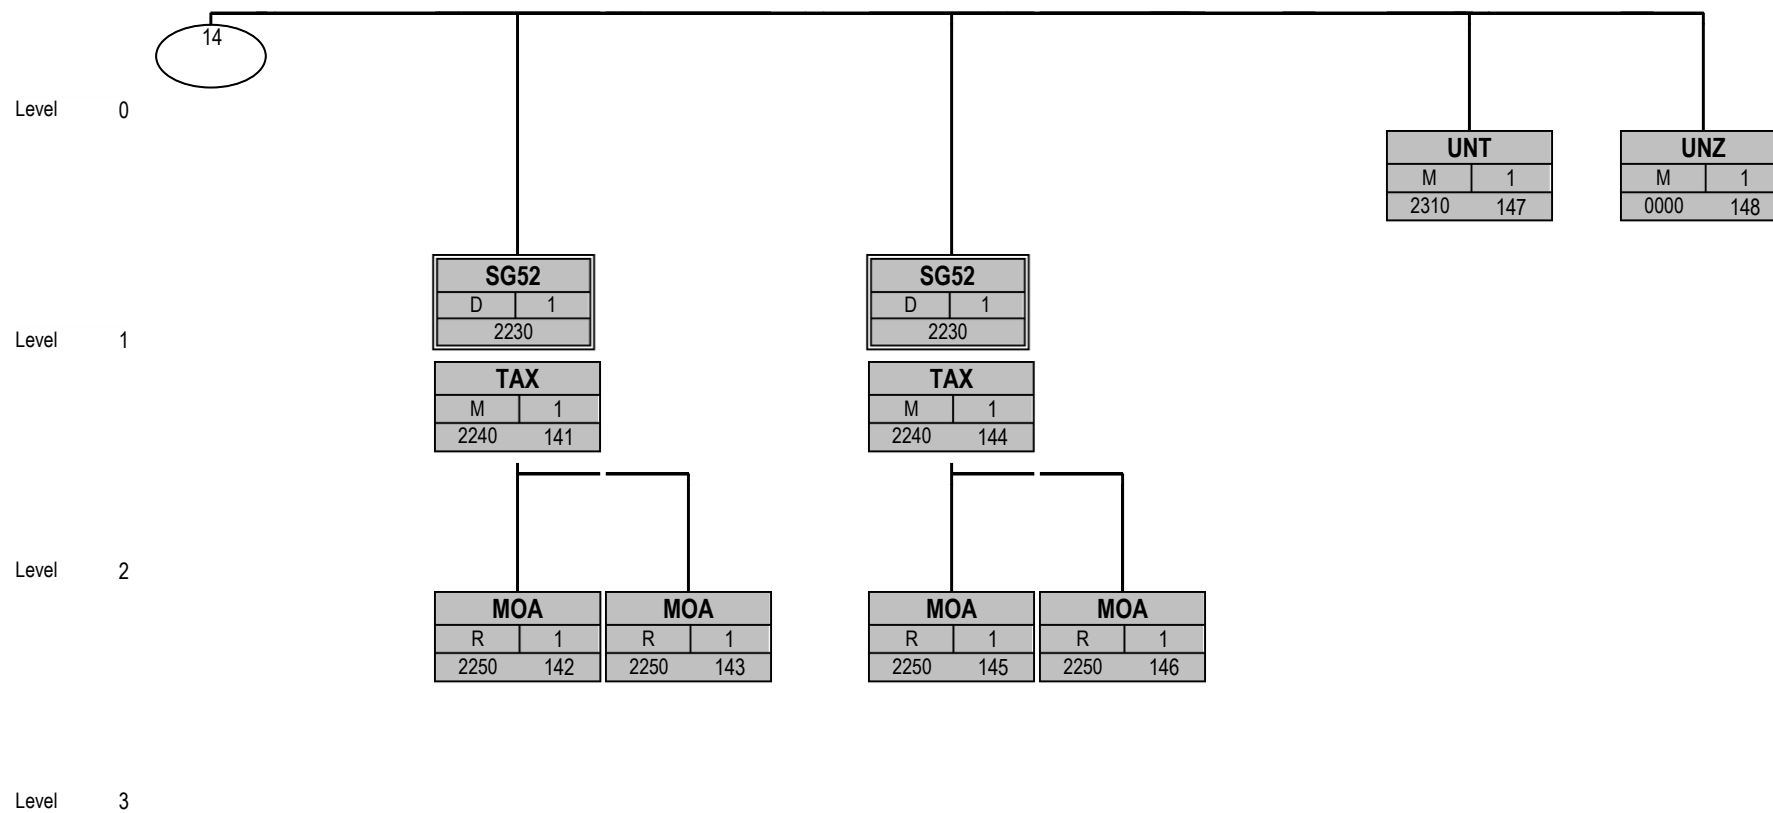 14
Level 0
UNT UNZ
M 1 M 1
2310 147 0000 148
SG52 SG52
D 1 D 1
2230 2230
Level 1
TAX TAX
M 1 M 1
2240 141 2240 144
Level 2
MOA MOA MOA MOA
R 1 R 1 R 1 R 1
2250 142 2250 143 2250 145 2250 146
Level 3